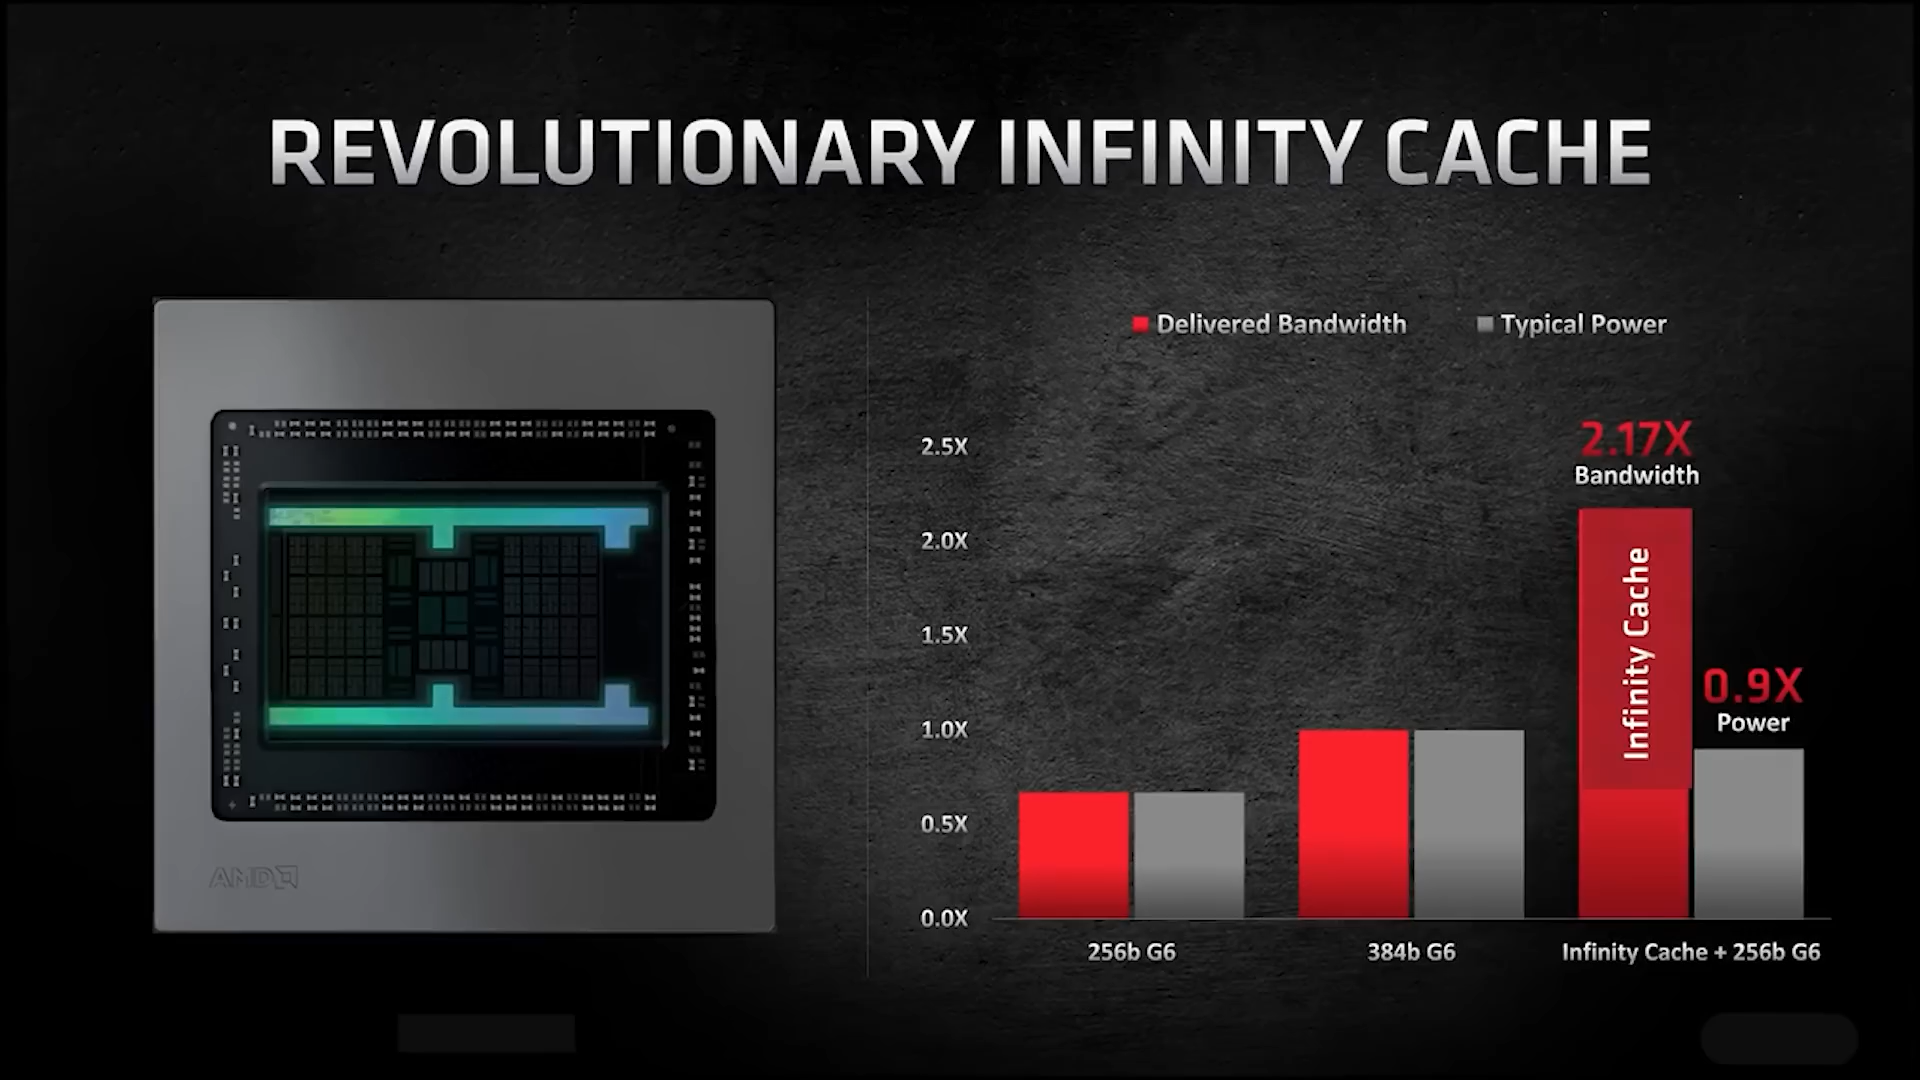 REVOLUTIONARY INFINITY CACHE
AMD
Delivered Bandwidth
Typical Power
2.5X
2.0X
1.5X
1.0X
0.5X
0.0X
2.17X
Bandwidth
Infinity Cache
0.9X
Power
256b G6
384b G6
Infinity Cache + 256b G6